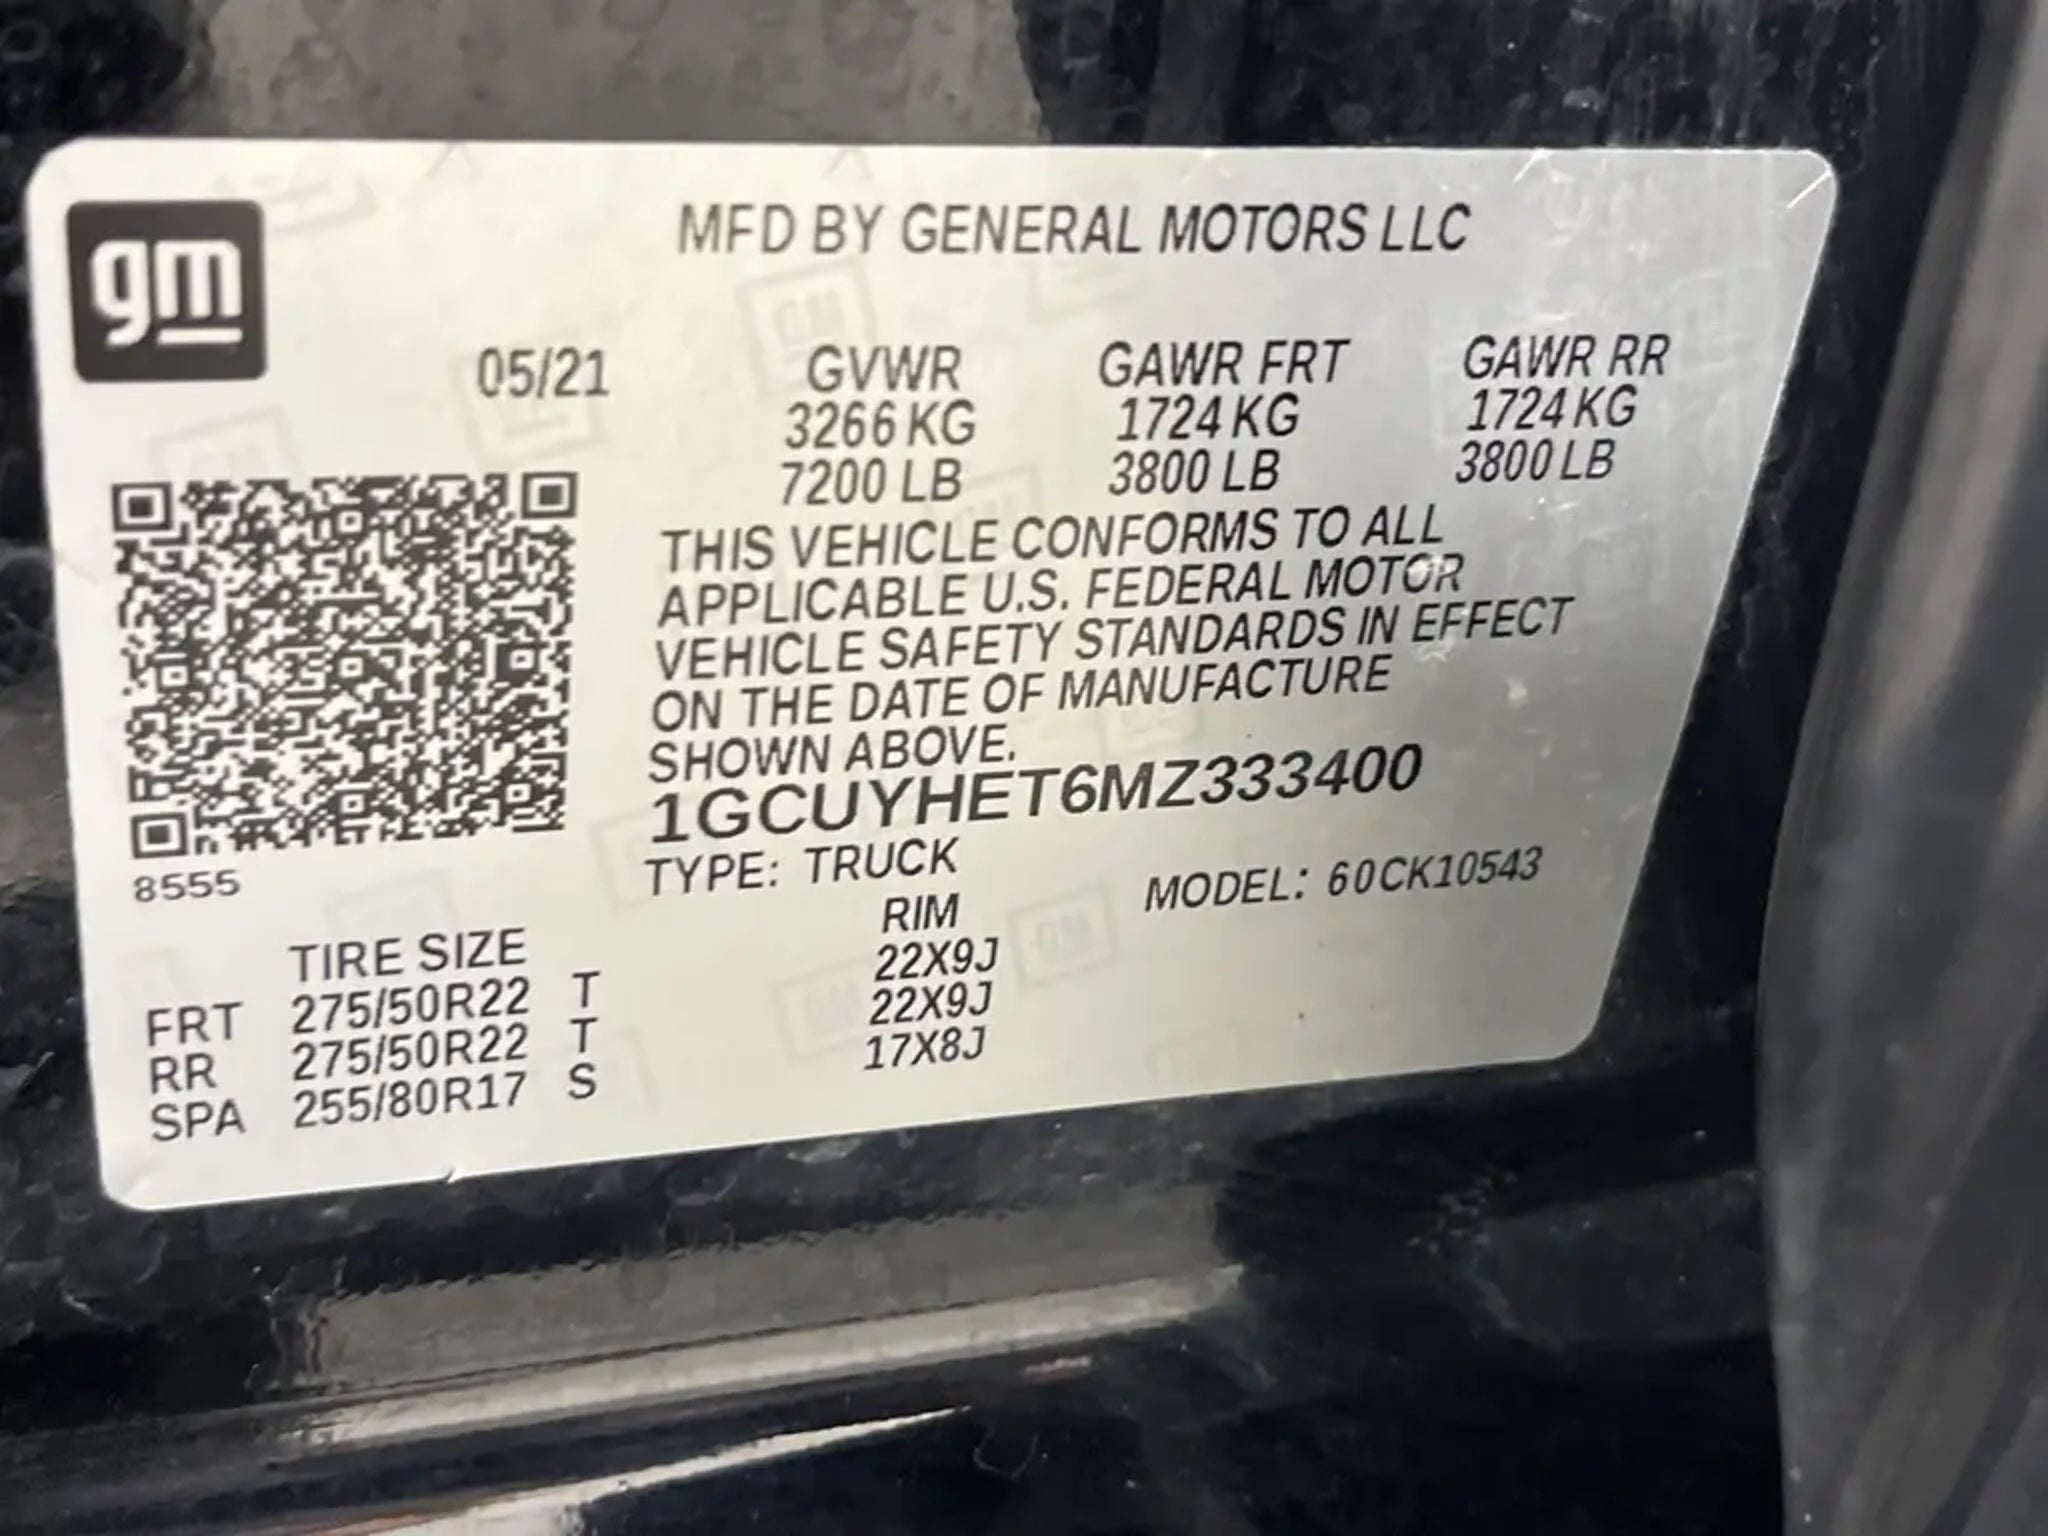 gm
MFD BY GENERAL MOTORS LLC
05/21 GVWR GAWR FRT GAWR RR
3266 KG 1724 KG 1724 KG
7200 LB 3800 LB 3800 LB
THIS VEHICLE CONFORMS TO ALL
APPLICABLE U.S. FEDERAL MOTOR
VEHICLE SAFETY STANDARDS IN EFFECT
ON THE DATE OF MANUFACTURE
SHOWN ABOVE.
1GCUYHET6MZ333400
8555
TYPE: TRUCK MODEL: 60CK10543
TIRE SIZE RIM
FRT 275/50R22 T 22X9J
RR 275/50R22 T 22X9J
SPA 255/80R17 S 17X8J